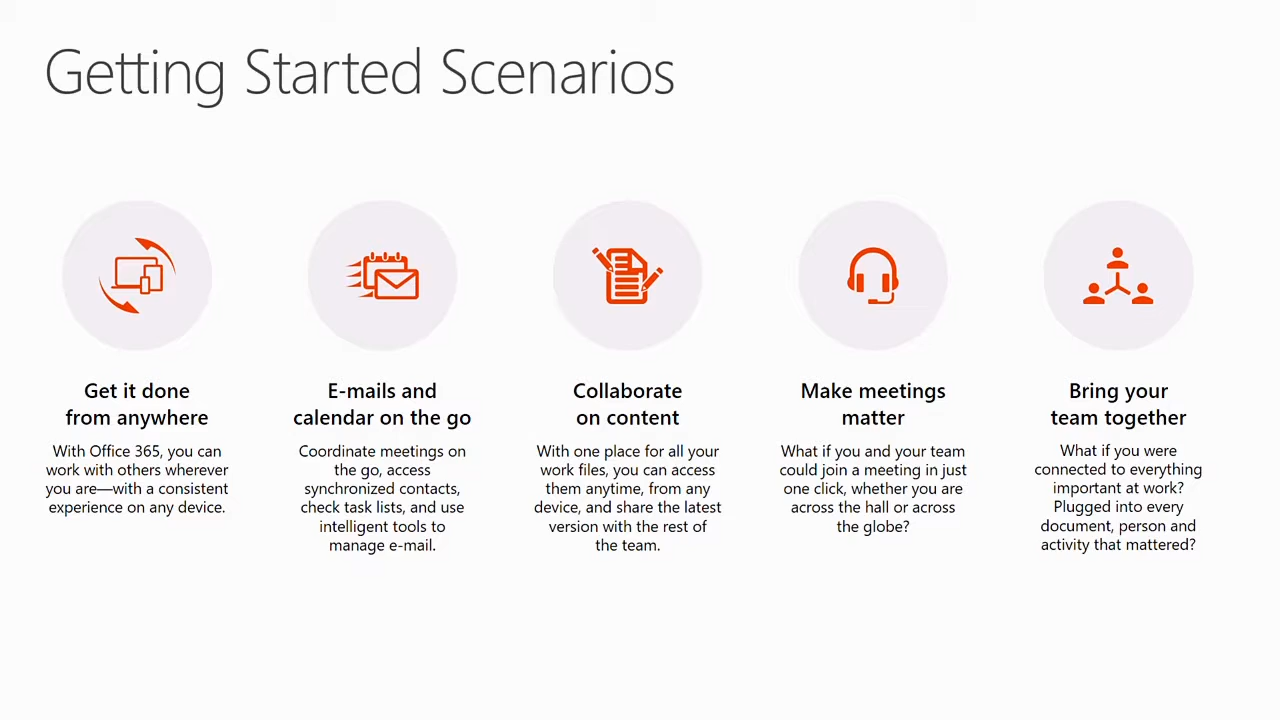 Getting Started Scenarios
Get it done
from anywhere
With Office 365, you can
work with others wherever
you are—with a consistent
experience on any device.
E-mails and
calendar on the go
Coordinate meetings on
the go, access
synchronized contacts,
check task lists, and use
intelligent tools to
manage e-mail.
Collaborate
on content
With one place for all your
work files, you can access
them anytime, from any
device, and share the latest
version with the rest of
the team.
Make meetings
matter
What if you and your team
could join a meeting in just
one click, whether you are
across the hall or across
the globe?
Bring your
team together
What if you were
connected to everything
important at work?
Plugged into every
document, person and
activity that mattered?